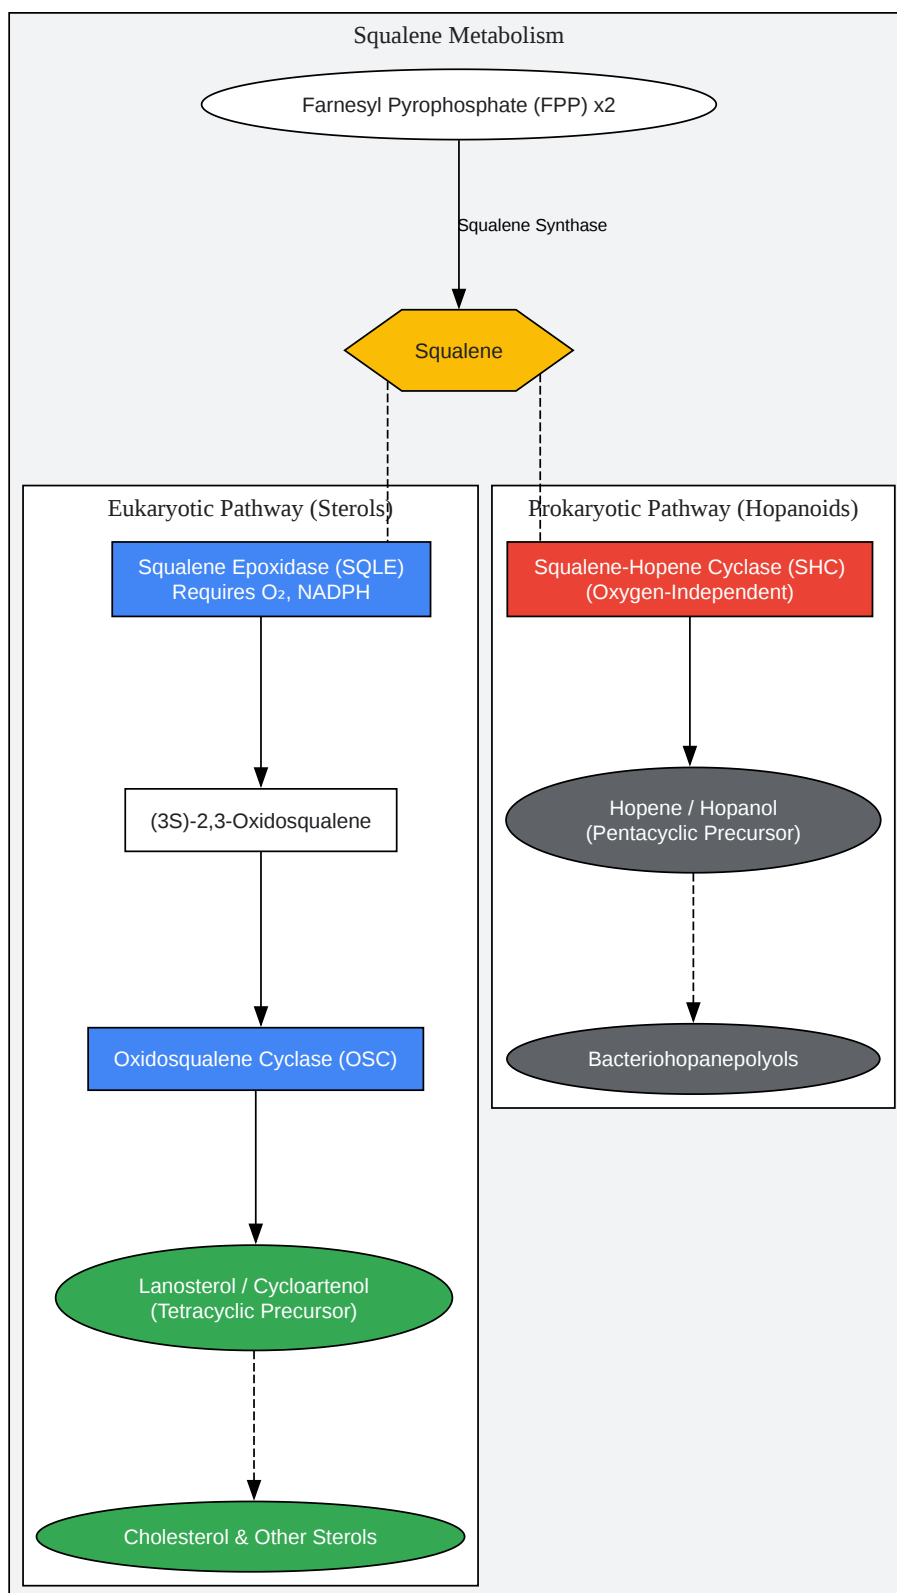 Squalene Metabolism
Farnesyl Pyrophosphate (FPP) x2
Squalene Synthase
Squalene
Eukaryotic Pathway (Sterols)
Squalene Epoxidase (SQLE)
Requires O₂, NADPH
(3S)-2,3-Oxidosqualene
Oxidosqualene Cyclase (OSC)
Lanosterol / Cycloartenol
(Tetracyclic Precursor)
Cholesterol & Other Sterols
Prokaryotic Pathway (Hopanoids)
Squalene-Hopene Cyclase (SHC)
(Oxygen-Independent)
Hopene / Hopanol
(Pentacyclic Precursor)
Bacteriohopanepolyols